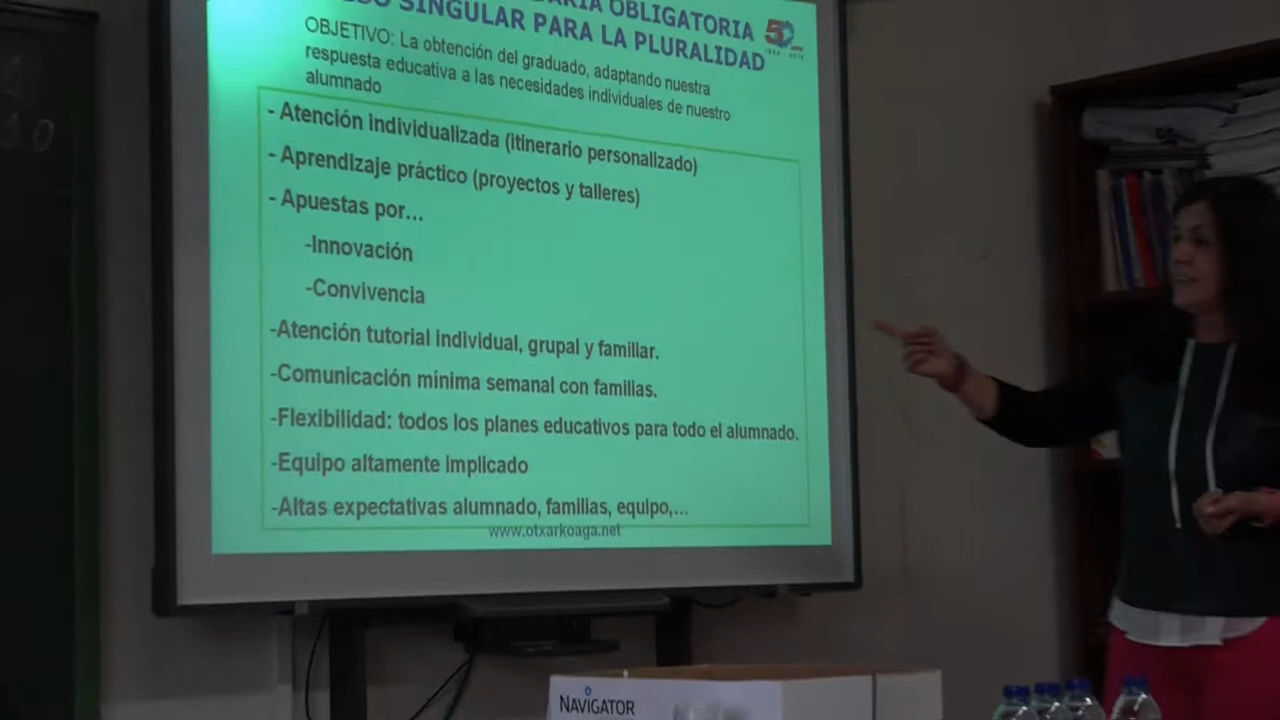 OBLIGATORIA
SINGULAR PARA LA PLURALIDAD
50
OBJETIVO: La obtención del graduado, adaptando nuestra
respuesta educativa a las necesidades individuales de nuestro
alumnado
- Atención individualizada (itinerario personalizado)
- Aprendizaje práctico (proyectos y talleres)
- Apuestas por...
-Innovación
-Convivencia
-Atención tutorial individual, grupal y familiar.
-Comunicación mínima semanal con familias.
-Flexibilidad: todos los planes educativos para todo el alumnado.
-Equipo altamente implicado
-Altas expectativas alumnado, familias, equipo,...
www.otxarkoaga.net
NAVIGATOR